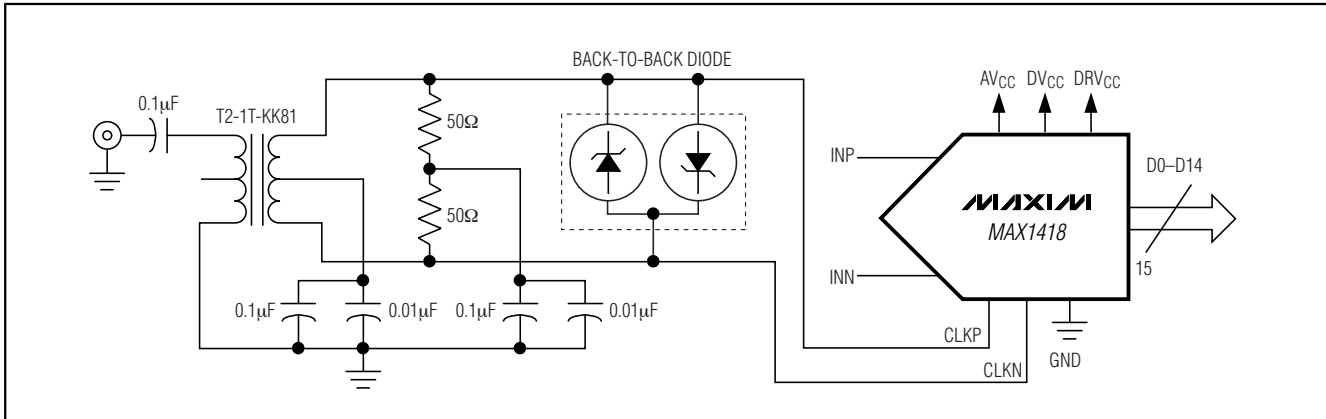 BACK-TO-BACK DIODE
AVCC DVCC DRVCC
0.1μF
T2-1T-KK81
50Ω
50Ω
INP
D0–D14
MAXIM
MAX1418
INN
15
0.1μF 0.01μF 0.1μF 0.01μF
CLKP
CLKN
GND